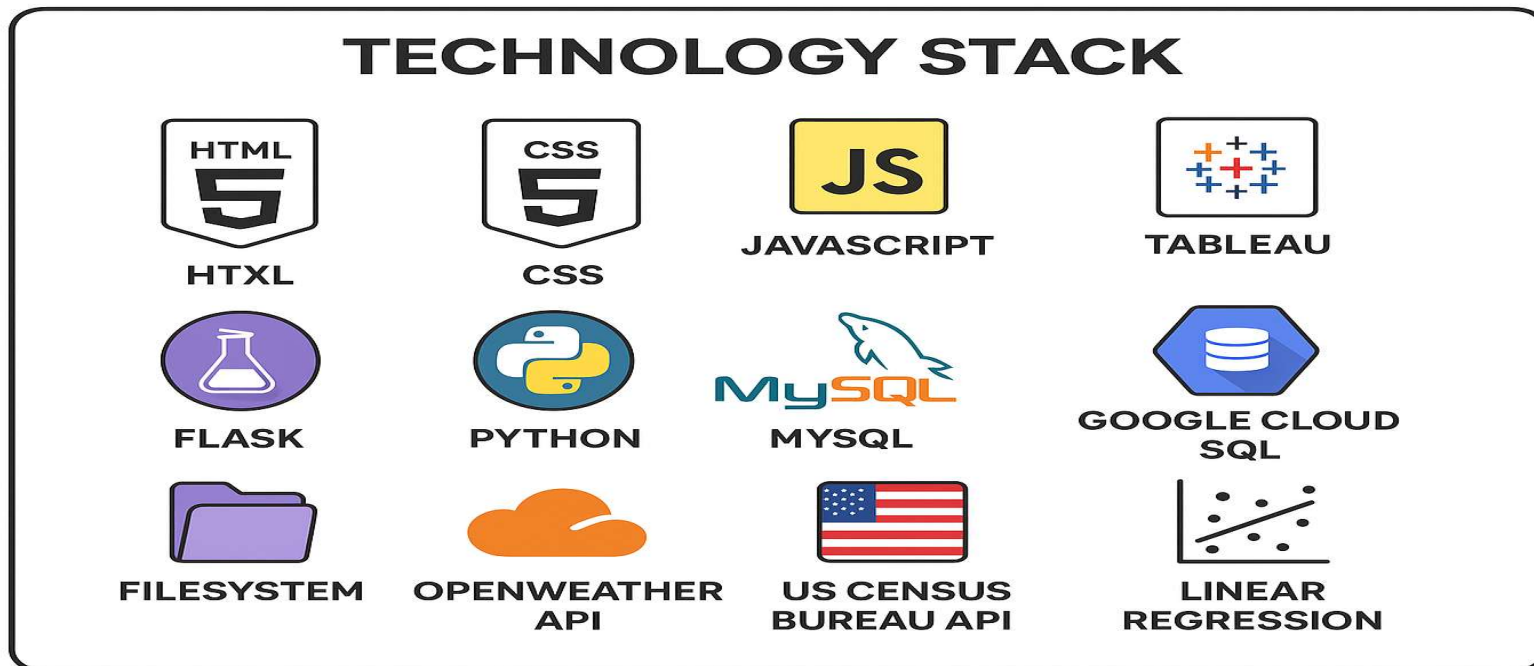 TECHNOLOGY STACK
HTML
5
HTXL
CSS
5
CSS
JS
JAVASCRIPT
TABLEAU
FLASK
PYTHON
MySQL
MYSQL
GOOGLE CLOUD
SQL
FILESYSTEM
OPENWEATHER
API
US CENSUS
BUREAU API
LINEAR
REGRESSION